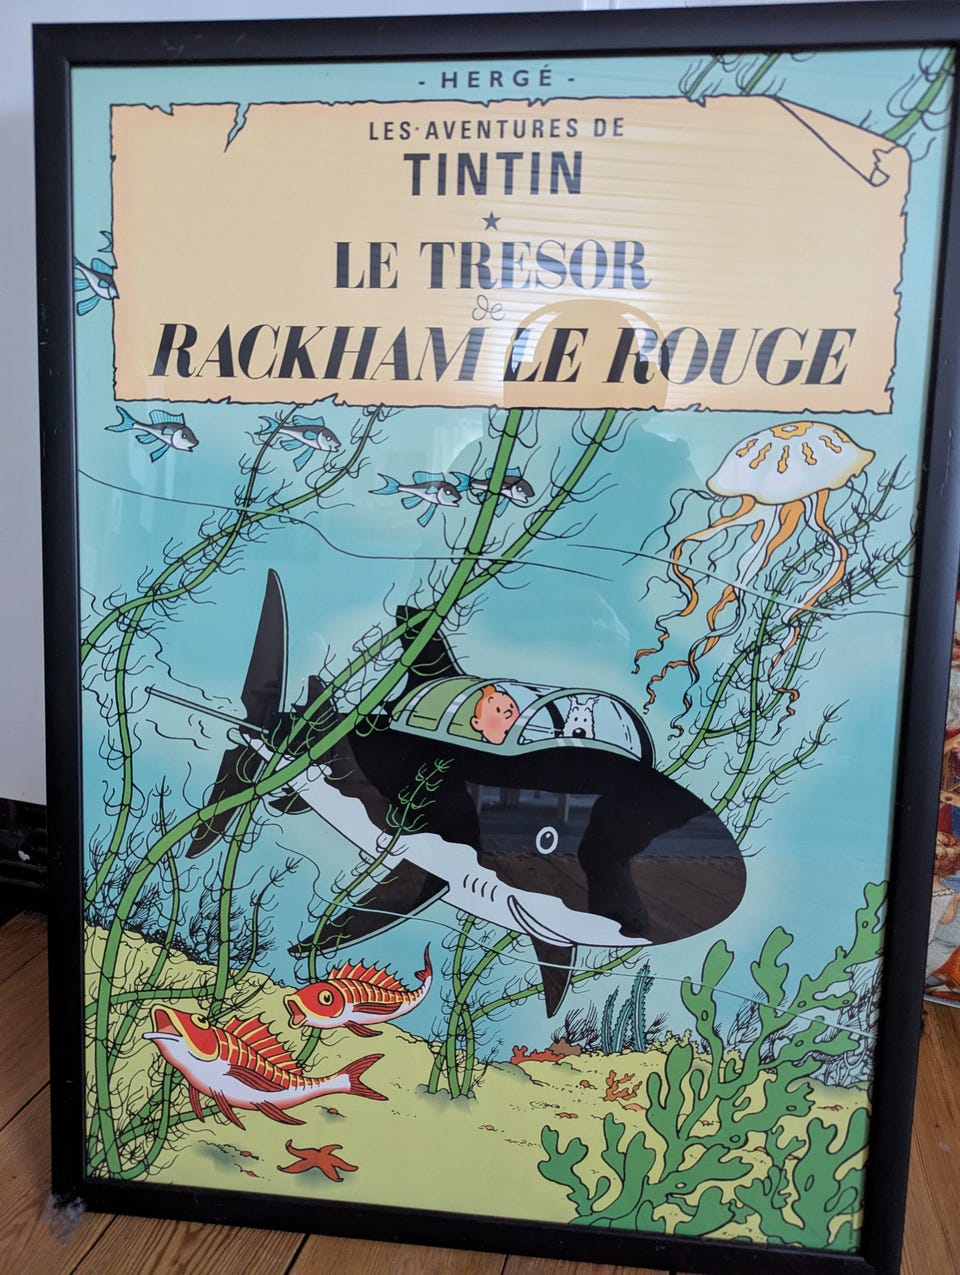 - HERGÉ -
LES AVENTURES DE
TINTIN
LE TRESOR
de
RACKHAM LE ROUGE